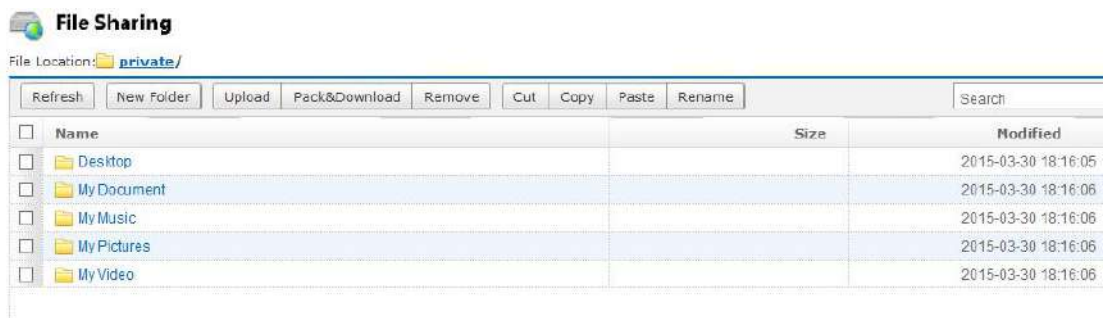 File Sharing
File Location: private/
Refresh New Folder Upload Pack&Download Remove Cut Copy Paste Rename Search
Name Size Modified
Desktop 2015-03-30 18:16:05
My Document 2015-03-30 18:16:06
My Music 2015-03-30 18:16:06
My Pictures 2015-03-30 18:16:06
My Video 2015-03-30 18:16:06